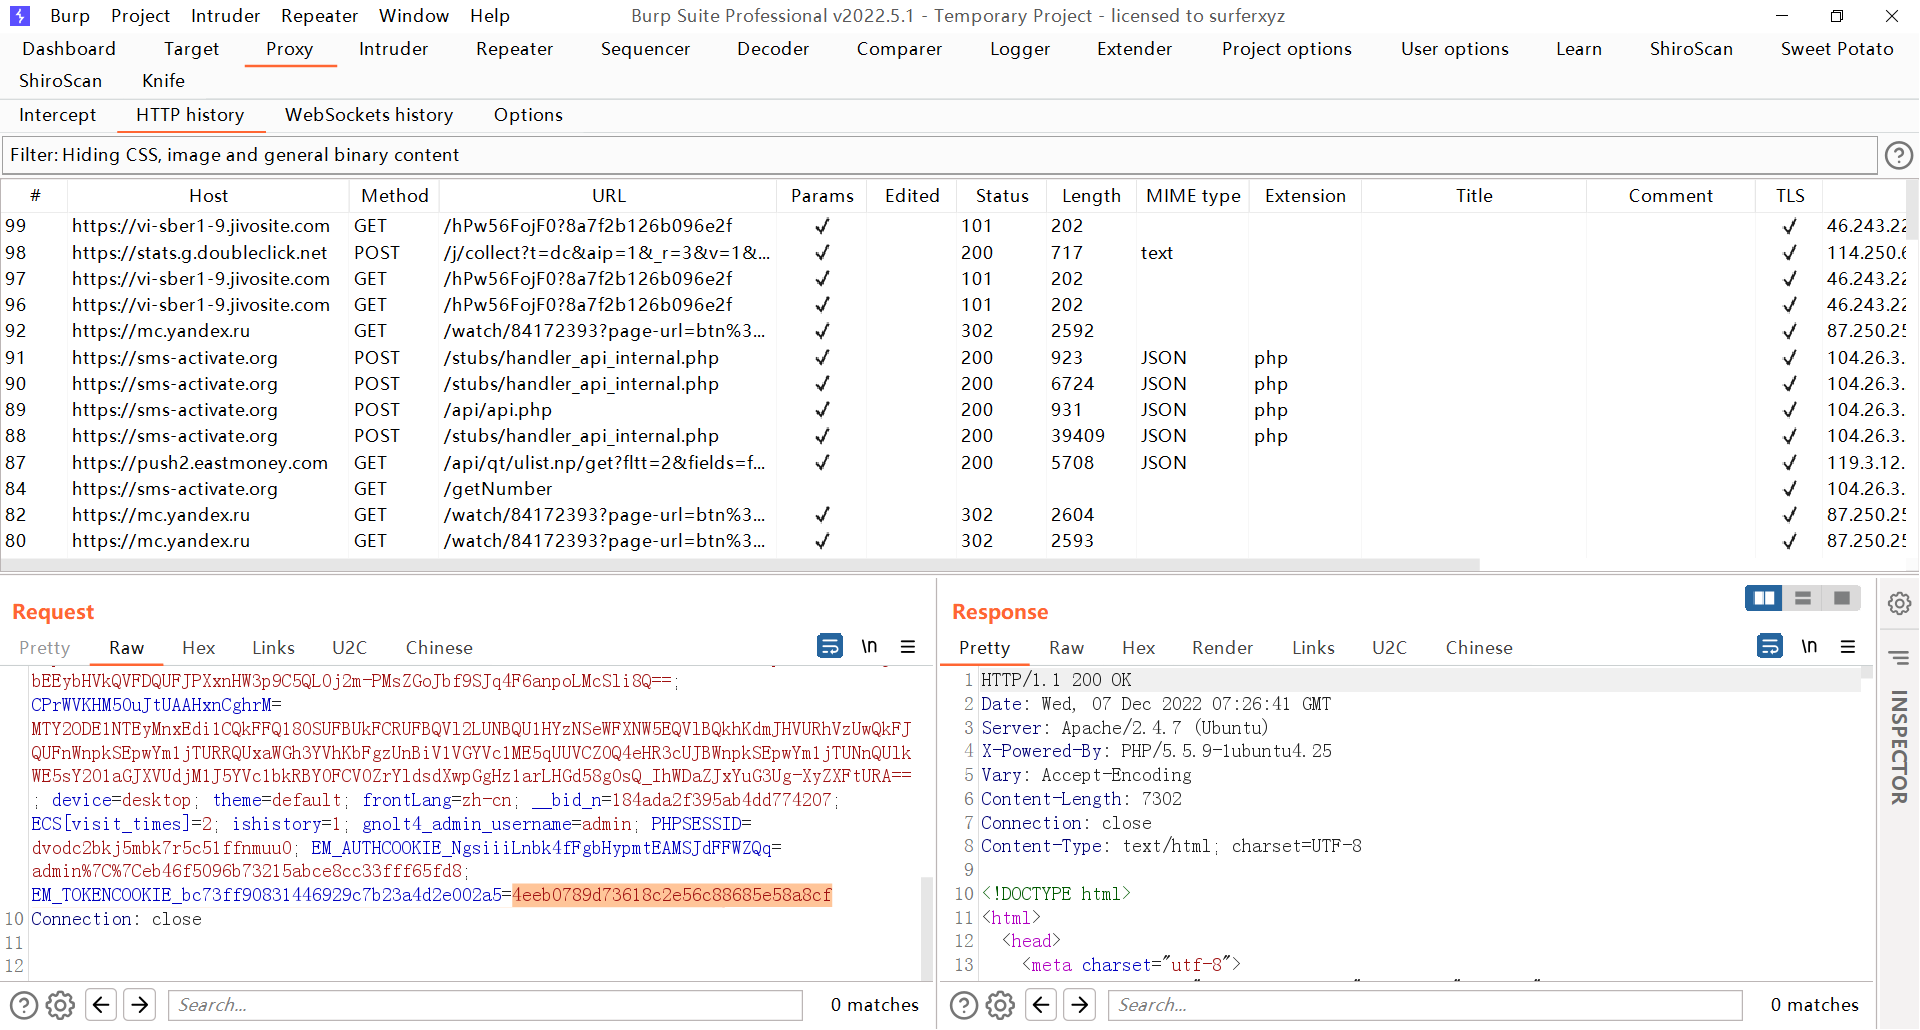 Burp Project Intruder Repeater Window Help Burp Suite Professional v2022.5.1 - Temporary Project - licensed to surferxyz
Dashboard Target Proxy Intruder Repeater Sequencer Decoder Comparer Logger Extender Project options User options Learn ShiroScan Sweet Potato
ShiroScan Knife
Intercept HTTP history WebSockets history Options
Filter: Hiding CSS, image and general binary content
# Host Method URL Params Edited Status Length MIME type Extension Title Comment TLS
99 https://vi-sber1-9.jivosite.com GET /hPw56FojF0?8a7f2b126b096e2f ✓ 101 202 ✓ 46.243.22
98 https://stats.g.doubleclick.net POST /j/collect?t=dc&aip=1&_r=3&v=1&... ✓ 200 717 text ✓ 114.250.6
97 https://vi-sber1-9.jivosite.com GET /hPw56FojF0?8a7f2b126b096e2f ✓ 101 202 ✓ 46.243.22
96 https://vi-sber1-9.jivosite.com GET /hPw56FojF0?8a7f2b126b096e2f ✓ 101 202 ✓ 46.243.22
92 https://mc.yandex.ru GET /watch/84172393?page-url=btn%3... ✓ 302 2592 ✓ 87.250.25
91 https://sms-activate.org POST /stubs/handler_api_internal.php ✓ 200 923 JSON php ✓ 104.26.3.
90 https://sms-activate.org POST /stubs/handler_api_internal.php ✓ 200 6724 JSON php ✓ 104.26.3.
89 https://sms-activate.org POST /api/api.php ✓ 200 931 JSON php ✓ 104.26.3.
88 https://sms-activate.org POST /stubs/handler_api_internal.php ✓ 200 39409 JSON php ✓ 104.26.3.
87 https://push2.eastmoney.com GET /api/qt/ulist.np/get?fltt=2&fields=f... ✓ 200 5708 JSON ✓ 119.3.12.
84 https://sms-activate.org GET /getNumber ✓ 104.26.3.
82 https://mc.yandex.ru GET /watch/84172393?page-url=btn%3... ✓ 302 2604 ✓ 87.250.25
80 https://mc.yandex.ru GET /watch/84172393?page-url=btn%3... ✓ 302 2593 ✓ 87.250.25
Request
Pretty Raw Hex Links U2C Chinese \n
bEEybHVkQVFDQUFJPXxnHW3p9C5QL0j2m-PMsZGoJbf9SJq4F6anpoLMcSli8Q==;
CPrWVKHM50uJtUAAHxnCghrM=
MTY2ODE1NTEyMnxEdi1CQkFFQ180SUFBUkFCRUFBQVl2LUNBQU1HYzNSeWFXNW5EQVlBQkhKdmJHVURhVzUwQkFJ
QUFnWnpkSEpwYm1jTURRQUxaWGh3YVhKbFgzUnBiV1VGYVc1ME5qUUVCZ0Q4eHR3cUJBWnpkSEpwYm1jTUNnQUlk
WE5sY201aGJXVUdjM1J5YVc1bkRBYOFCV0ZrYldsdXwpGgHz1arLHGd58g0sQ_IhWDaZJxYuG3Ug-XyZXFtURA==
; device=desktop; theme=default; frontLang=zh-cn; __bid_n=184ada2f395ab4dd774207;
ECS[visit_times]=2; ishistory=1; gnolt4_admin_username=admin; PHPSESSID=
dvodc2bkj5mbk7r5c51ffnmuu0; EM_AUTHCOOKIE_NgsiiiLnbk4fFgbHypmtEAMSJdFFWZQq=
admin%7C%7Ceb46f5096b73215abce8cc33fff65fd8;
EM_TOKENCOOKIE_bc73ff90831446929c7b23a4d2e002a5=4eeb0789d73618c2e56c88685e58a8cf
10 Connection: close
11
12
Search... 0 matches
Response
Pretty Raw Hex Render Links U2C Chinese \n
1 HTTP/1.1 200 OK
2 Date: Wed, 07 Dec 2022 07:26:41 GMT
3 Server: Apache/2.4.7 (Ubuntu)
4 X-Powered-By: PHP/5.5.9-1ubuntu4.25
5 Vary: Accept-Encoding
6 Content-Length: 7302
7 Connection: close
8 Content-Type: text/html; charset=UTF-8
9
10 <!DOCTYPE html>
11 <html>
12 <head>
13 <meta charset="utf-8">
Search... 0 matches
INSPECTOR